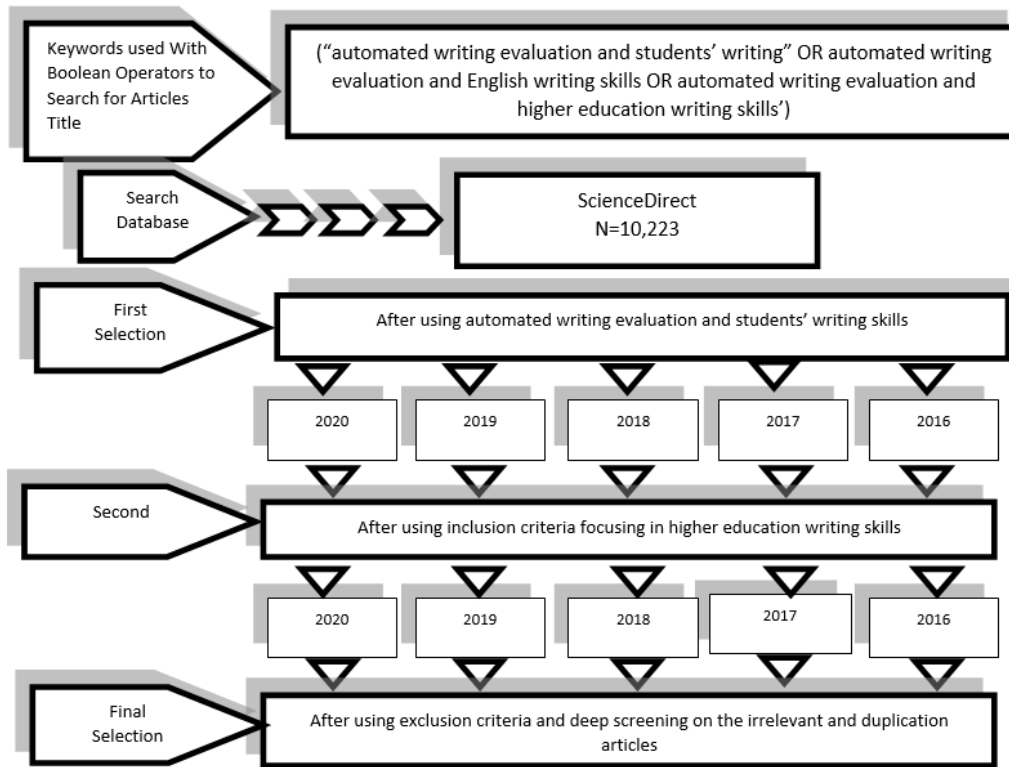 Keywords used With
Boolean Operators to
Search for Articles
Title
(“automated writing evaluation and students’ writing” OR automated writing
evaluation and English writing skills OR automated writing evaluation and
higher education writing skills’)
Search
Database
ScienceDirect
N=10,223
First
Selection
After using automated writing evaluation and students’ writing skills
2020
2019
2018
2017
2016
Second
After using inclusion criteria focusing in higher education writing skills
2020
2019
2018
2017
2016
Final
Selection
After using exclusion criteria and deep screening on the irrelevant and duplication
articles